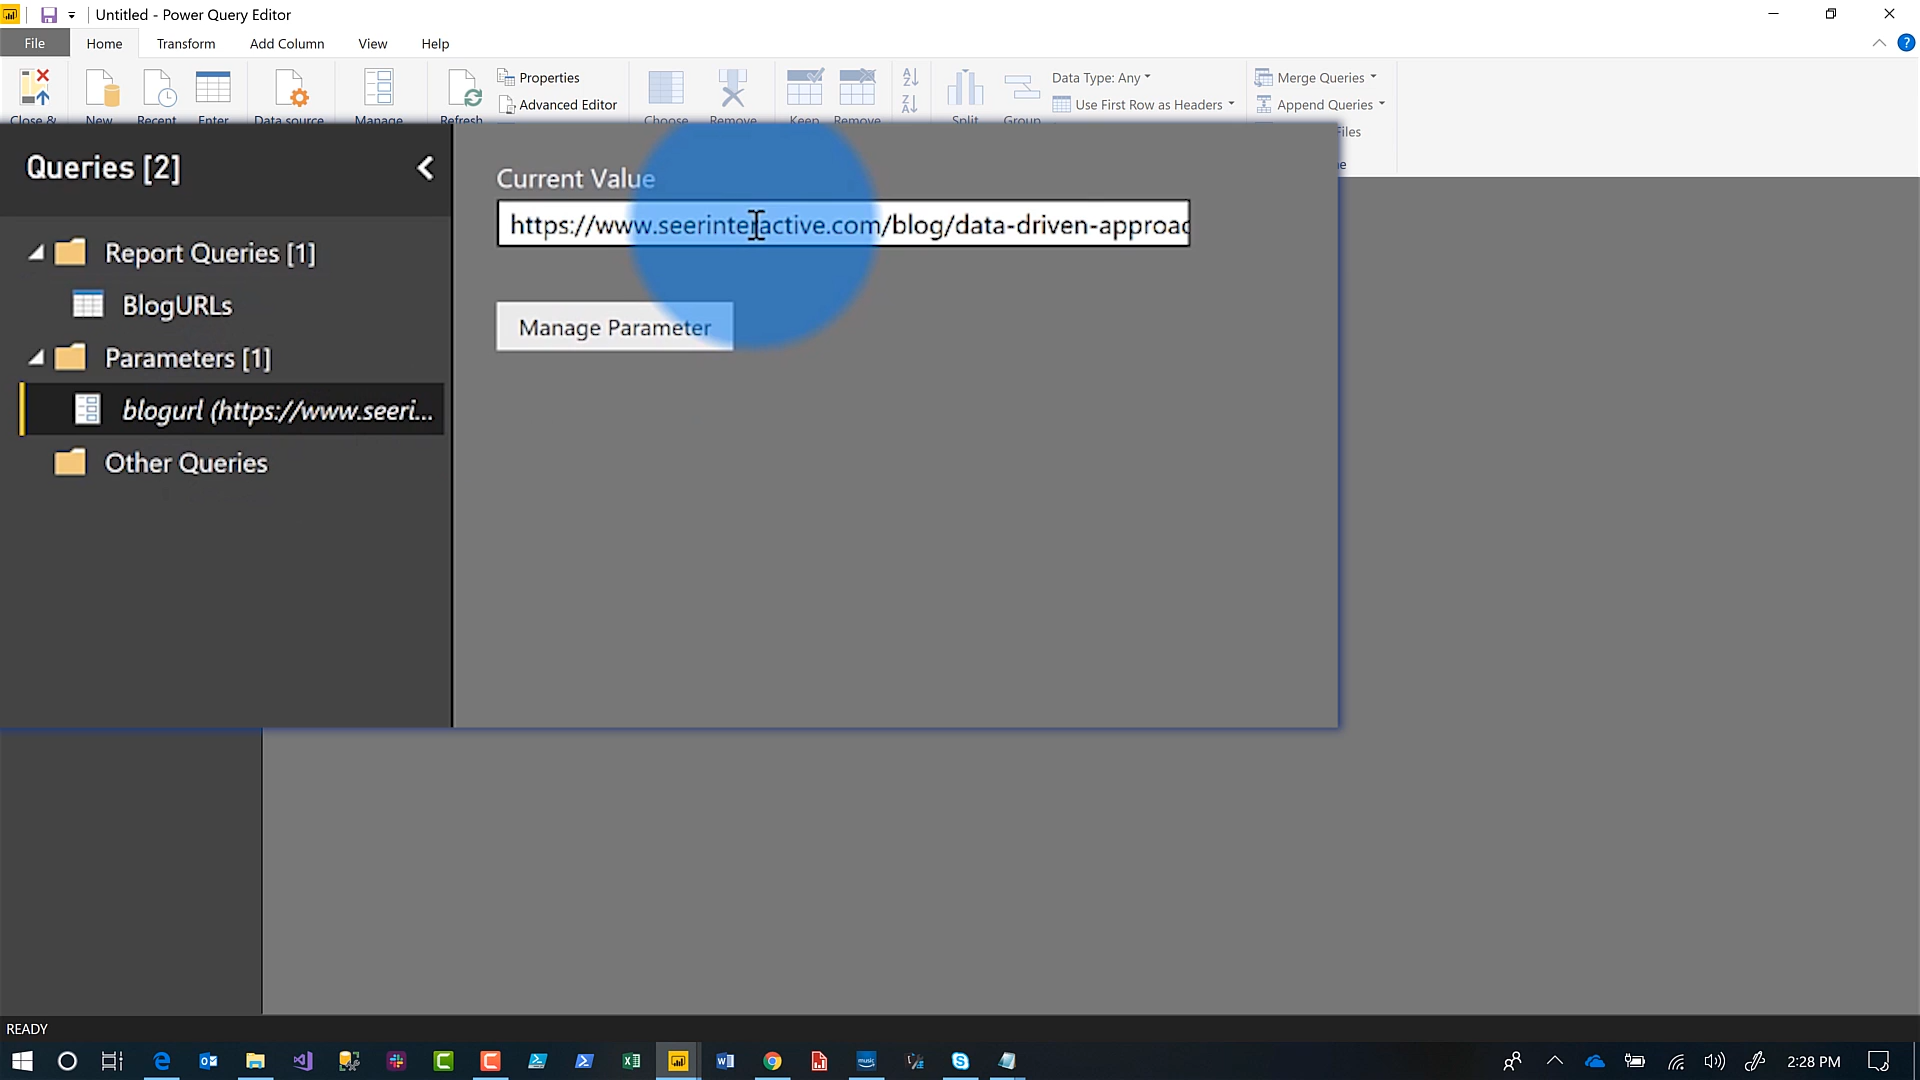 Untitled - Power Query Editor
File Home Transform Add Column View Help
Properties
Data Type: Any
Merge Queries
Advanced Editor
Use First Row as Headers
Append Queries
Close & New Recent Enter Data source Manage Refresh Choose Remove Keep Remove Split Group
Files
Queries [2]
Current Value
https://www.seerinteractive.com/blog/data-driven-approac
Report Queries [1]
BlogURLs
Manage Parameter
Parameters [1]
blogurl (https://www.seeri...
Other Queries
READY
music
2:28 PM